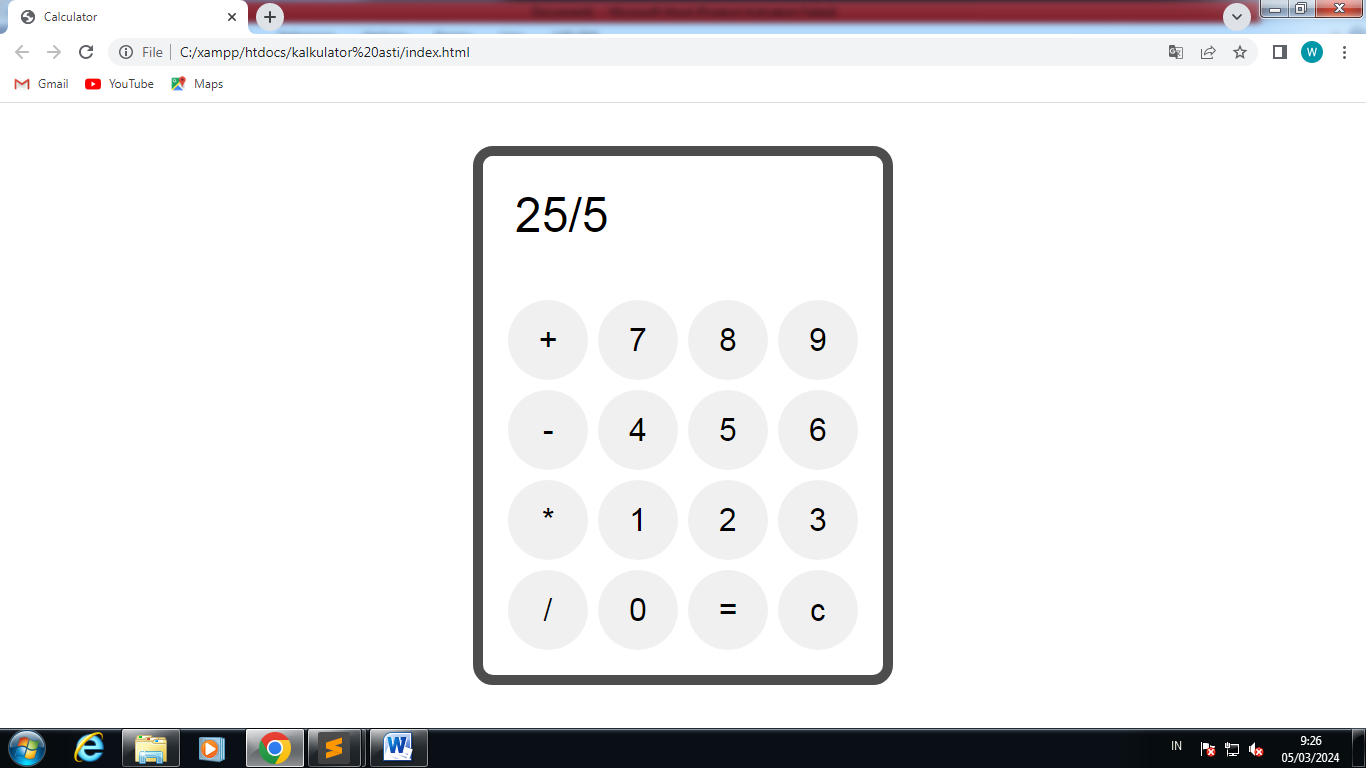 Calculator
File C:/xampp/htdocs/kalkulator%20asti/index.html
W
Gmail YouTube Maps
25/5
+ 7 8 9
- 4 5 6
* 1 2 3
/ 0 = c
IN
9:26
05/03/2024